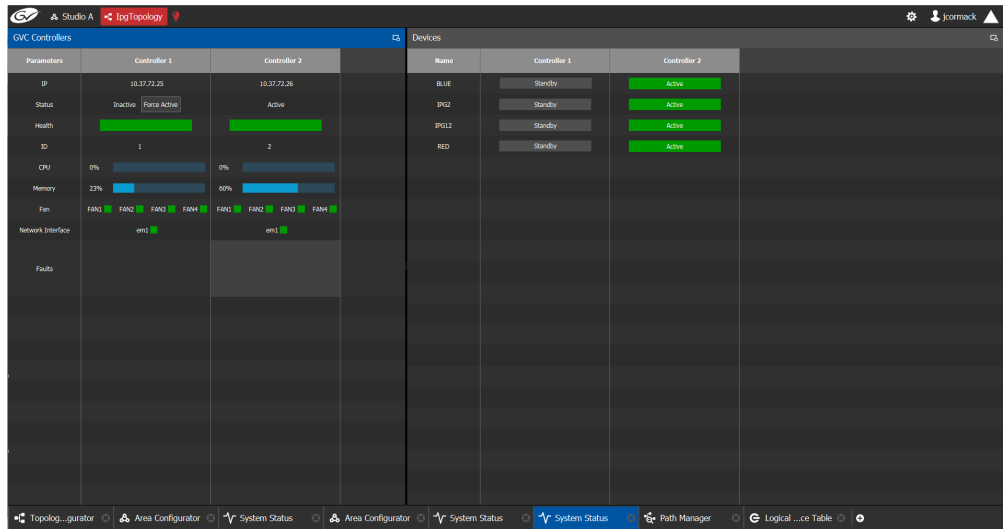 Studio A IpgTopology jcormack
GVC Controllers
Parameters Controller 1 Controller 2
IP 10.37.72.25 10.37.72.26
Status Inactive Force Active Active
Health
ID 1 2
CPU 0% 0%
Memory 23% 60%
Fan FAN1 FAN2 FAN3 FAN4 FAN1 FAN2 FAN3 FAN4
Network Interface em1 em1
Faults
Devices
Name Controller 1 Controller 2
BLUE Standby Active
IPG2 Standby Active
IPG12 Standby Active
RED Standby Active
Topolog...gurator Area Configurator System Status Area Configurator System Status System Status Path Manager Logical ...ce Table